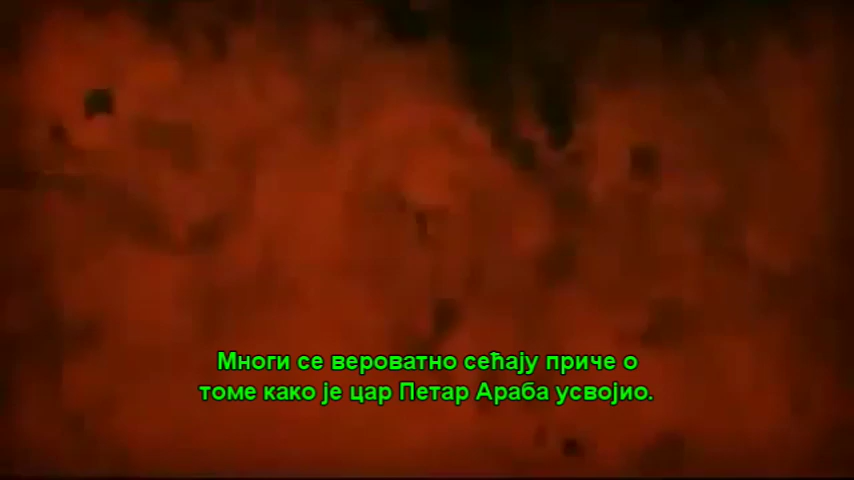 Многи се вероватно сећају приче о
томе како је цар Петар Араба усвојио.